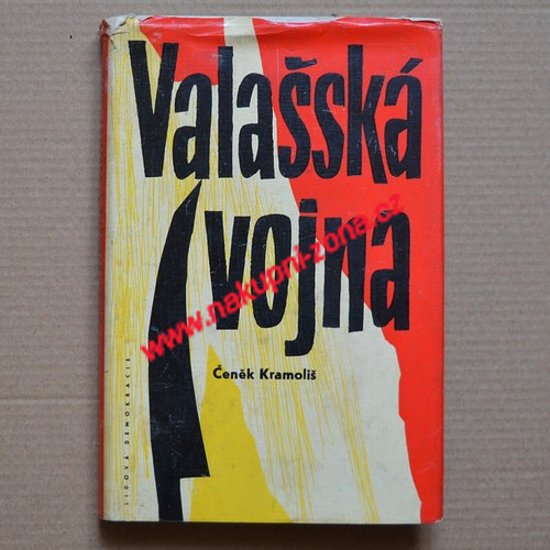 Valašská
vojna
www.nakupni-zona.cz
Čeněk Kramoliš
LIDOVÁ DEMOKRACIE